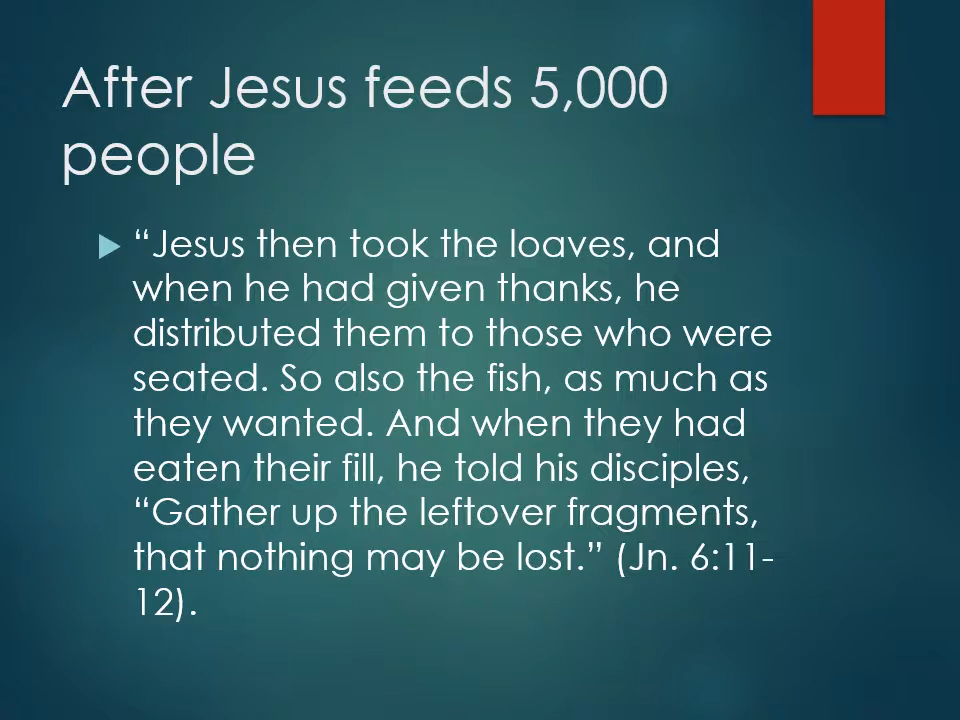 After Jesus feeds 5,000
people
“Jesus then took the loaves, and
when he had given thanks, he
distributed them to those who were
seated. So also the fish, as much as
they wanted. And when they had
eaten their fill, he told his disciples,
“Gather up the leftover fragments,
that nothing may be lost.” (Jn. 6:11-
12).